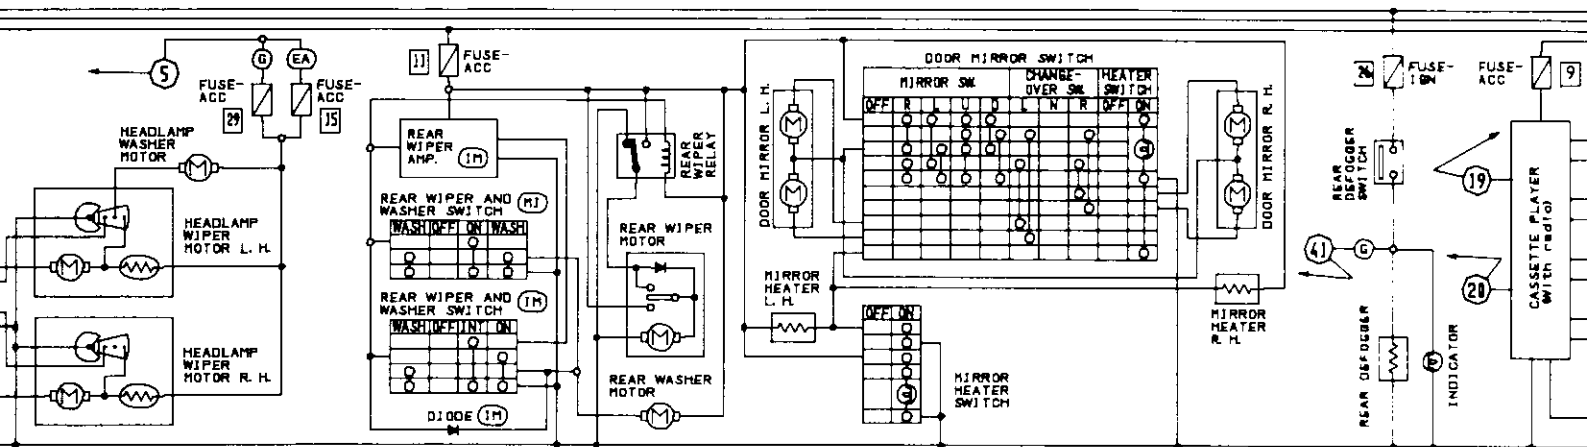 5
G
EA
FUSE-
ACC
29
FUSE-
ACC
15
HEADLAMP
WASHER
MOTOR
M
HEADLAMP
WIPER
MOTOR L.H.
M
HEADLAMP
WIPER
MOTOR R.H.
M
11
FUSE-
ACC
REAR
WIPER
AMP.
IM
REAR WIPER AND
WASHER SWITCH
MI
WASH OFF ON WASH
REAR WIPER AND
WASHER SWITCH
IM
WASH OFF INT ON
DIODE
IM
REAR
WIPER
RELAY
REAR WIPER
MOTOR
M
REAR WASHER
MOTOR
M
DOOR MIRROR L.H.
M
M
DOOR MIRROR SWITCH
MIRROR SW.
CHANGE-
OVER SW.
HEATER
SWITCH
OFF R L U D L N R OFF ON
DOOR MIRROR R.H.
M
M
MIRROR
HEATER
L.H.
OFF ON
MIRROR
HEATER
SWITCH
MIRROR
HEATER
R.H.
26
FUSE-
IGN
REAR
DEFOGGER
SWITCH
41
G
REAR DEFOGGER
INDICATOR
FUSE-
ACC
9
19
20
CASSETTE PLAYER
(With radio)